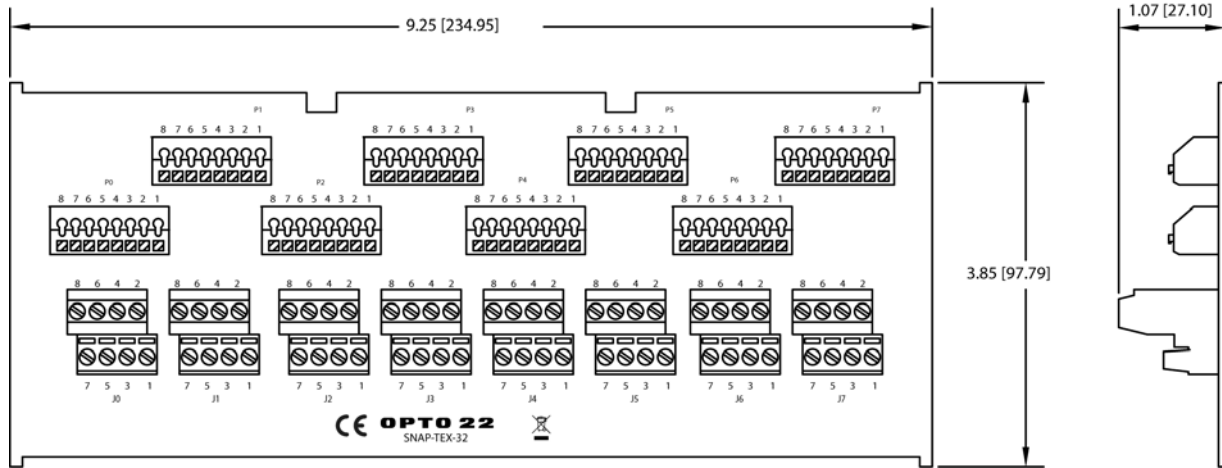 9.25 [234.95]
1.07 [27.10]
P1 P3 P5 P7
8 7 6 5 4 3 2 1 8 7 6 5 4 3 2 1 8 7 6 5 4 3 2 1 8 7 6 5 4 3 2 1
P0 P2 P4 P6
8 7 6 5 4 3 2 1 8 7 6 5 4 3 2 1 8 7 6 5 4 3 2 1 8 7 6 5 4 3 2 1
3.85 [97.79]
8 6 4 2 8 6 4 2 8 6 4 2 8 6 4 2 8 6 4 2 8 6 4 2 8 6 4 2 8 6 4 2
7 5 3 1 7 5 3 1 7 5 3 1 7 5 3 1 7 5 3 1 7 5 3 1 7 5 3 1 7 5 3 1
J0 J1 J2 J3 J4 J5 J6 J7
CE OPTO 22
SNAP-TEX-32